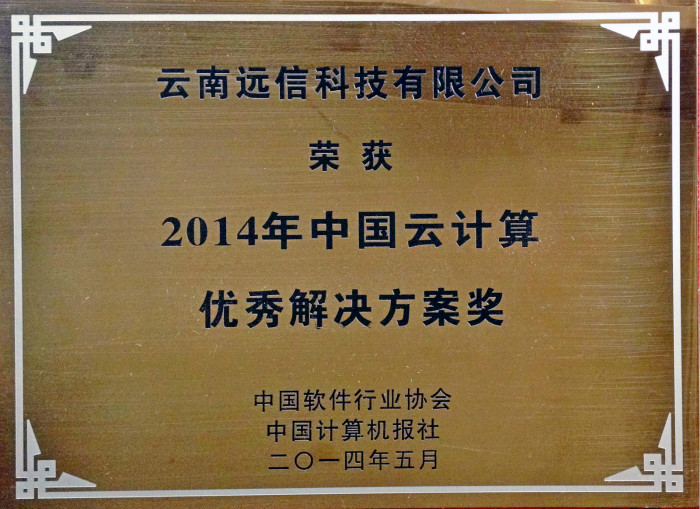 云南远信科技有限公司
荣获
2014年中国云计算
优秀解决方案奖
中国软件行业协会
中国计算机报社
二〇一四年五月